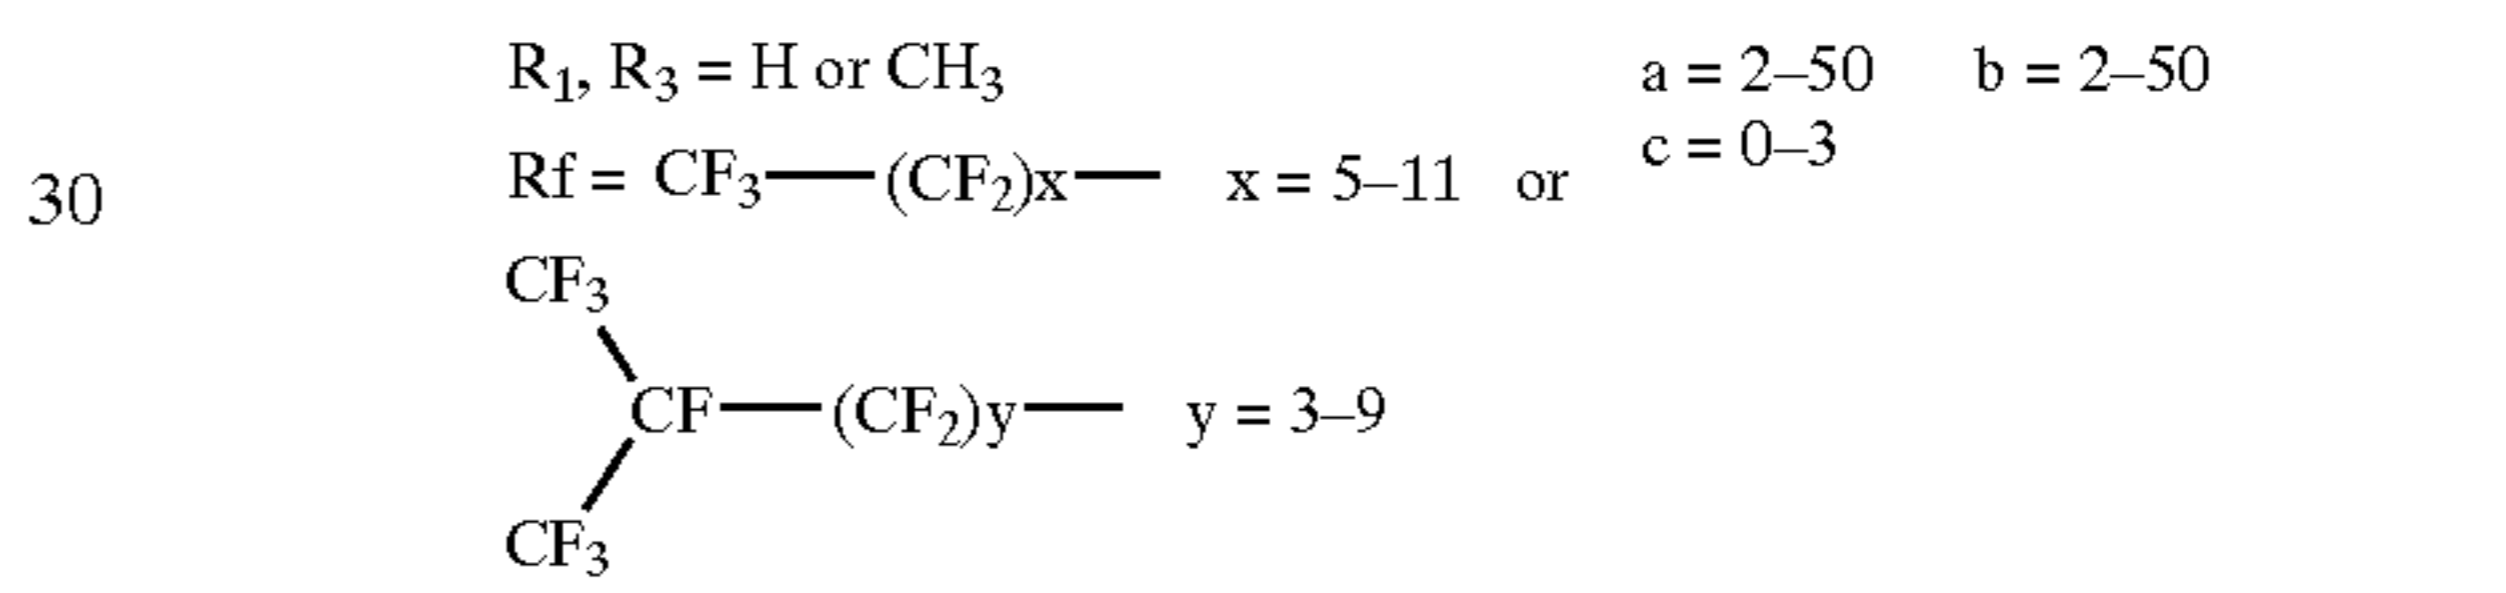 R1, R3 = H or CH3 a = 2–50 b = 2–50
c = 0–3
30 Rf = CF3—(CF2)x— x = 5–11 or
CF3
CF—(CF2)y— y = 3–9
CF3